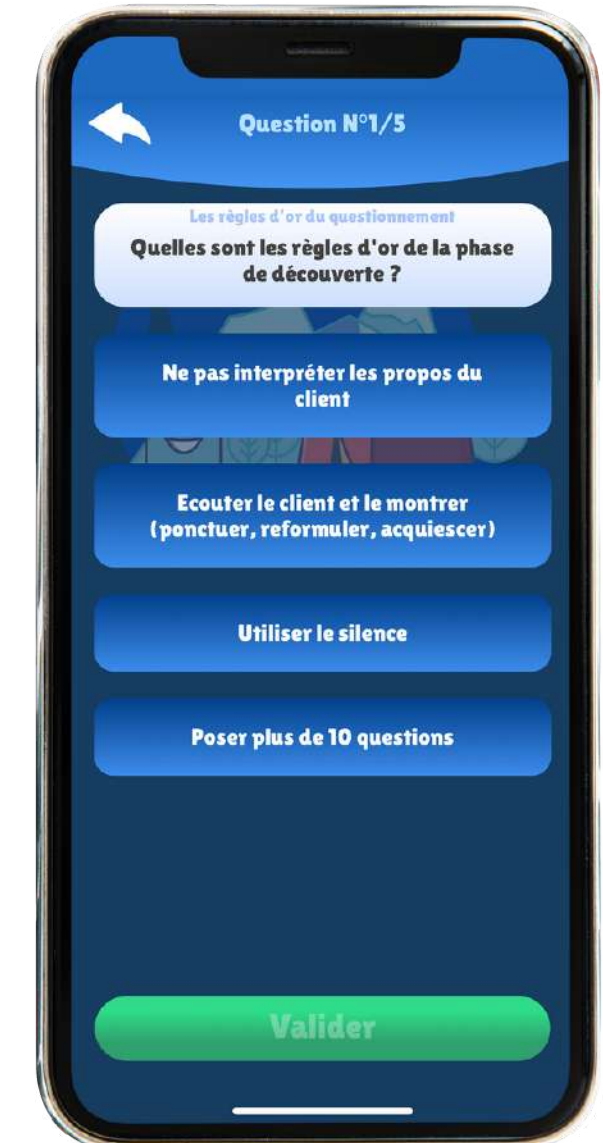 Question N°1/5
Les règles d'or du questionnement
Quelles sont les règles d'or de la phase
de découverte ?
Ne pas interpréter les propos du
client
Ecouter le client et le montrer
(ponctuer, reformuler, acquiescer)
Utiliser le silence
Poser plus de 10 questions
Valider